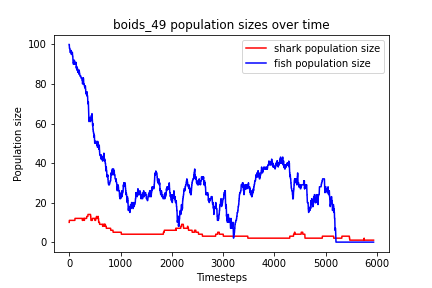 boids_49 population sizes over time
shark population size
fish population size
Population size
100
80
60
40
20
0
0 1000 2000 3000 4000 5000 6000
Timesteps